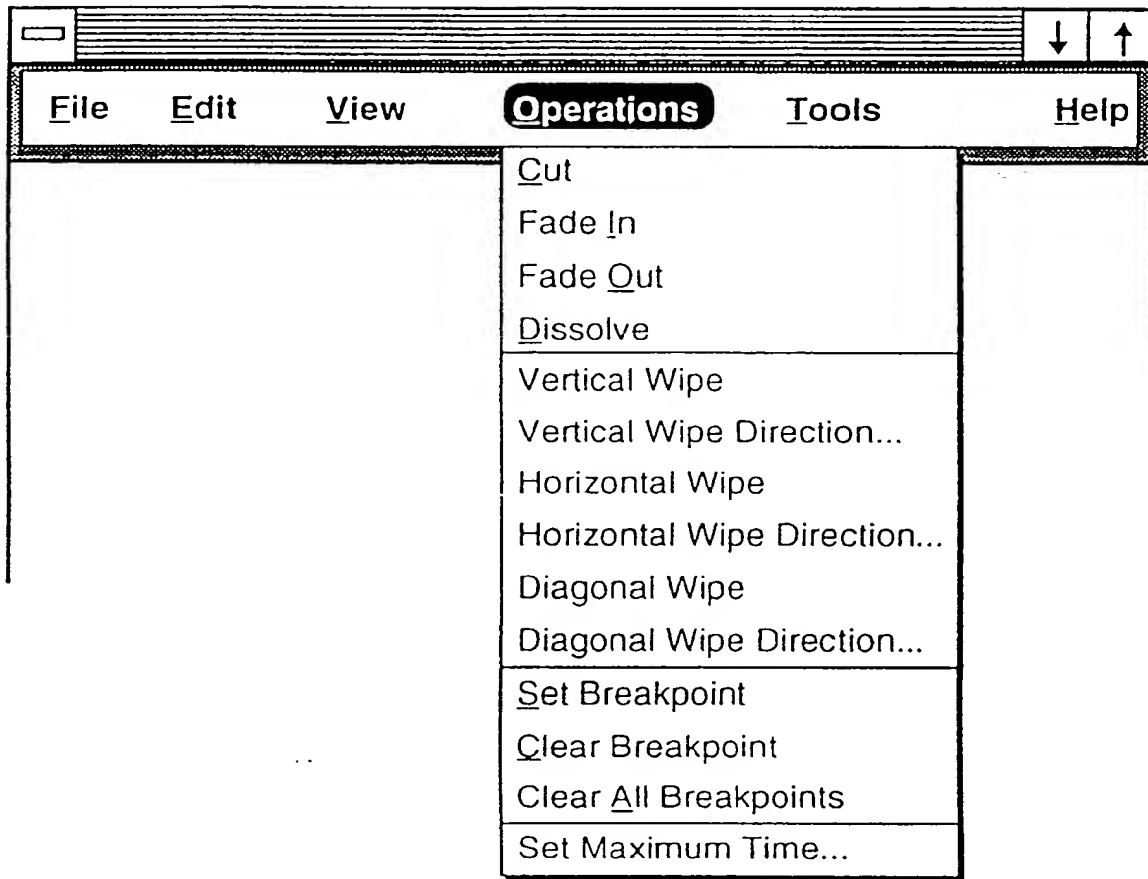 File Edit View Operations Tools Help
Cut
Fade In
Fade Out
Dissolve
Vertical Wipe
Vertical Wipe Direction...
Horizontal Wipe
Horizontal Wipe Direction...
Diagonal Wipe
Diagonal Wipe Direction...
Set Breakpoint
Clear Breakpoint
Clear All Breakpoints
Set Maximum Time...